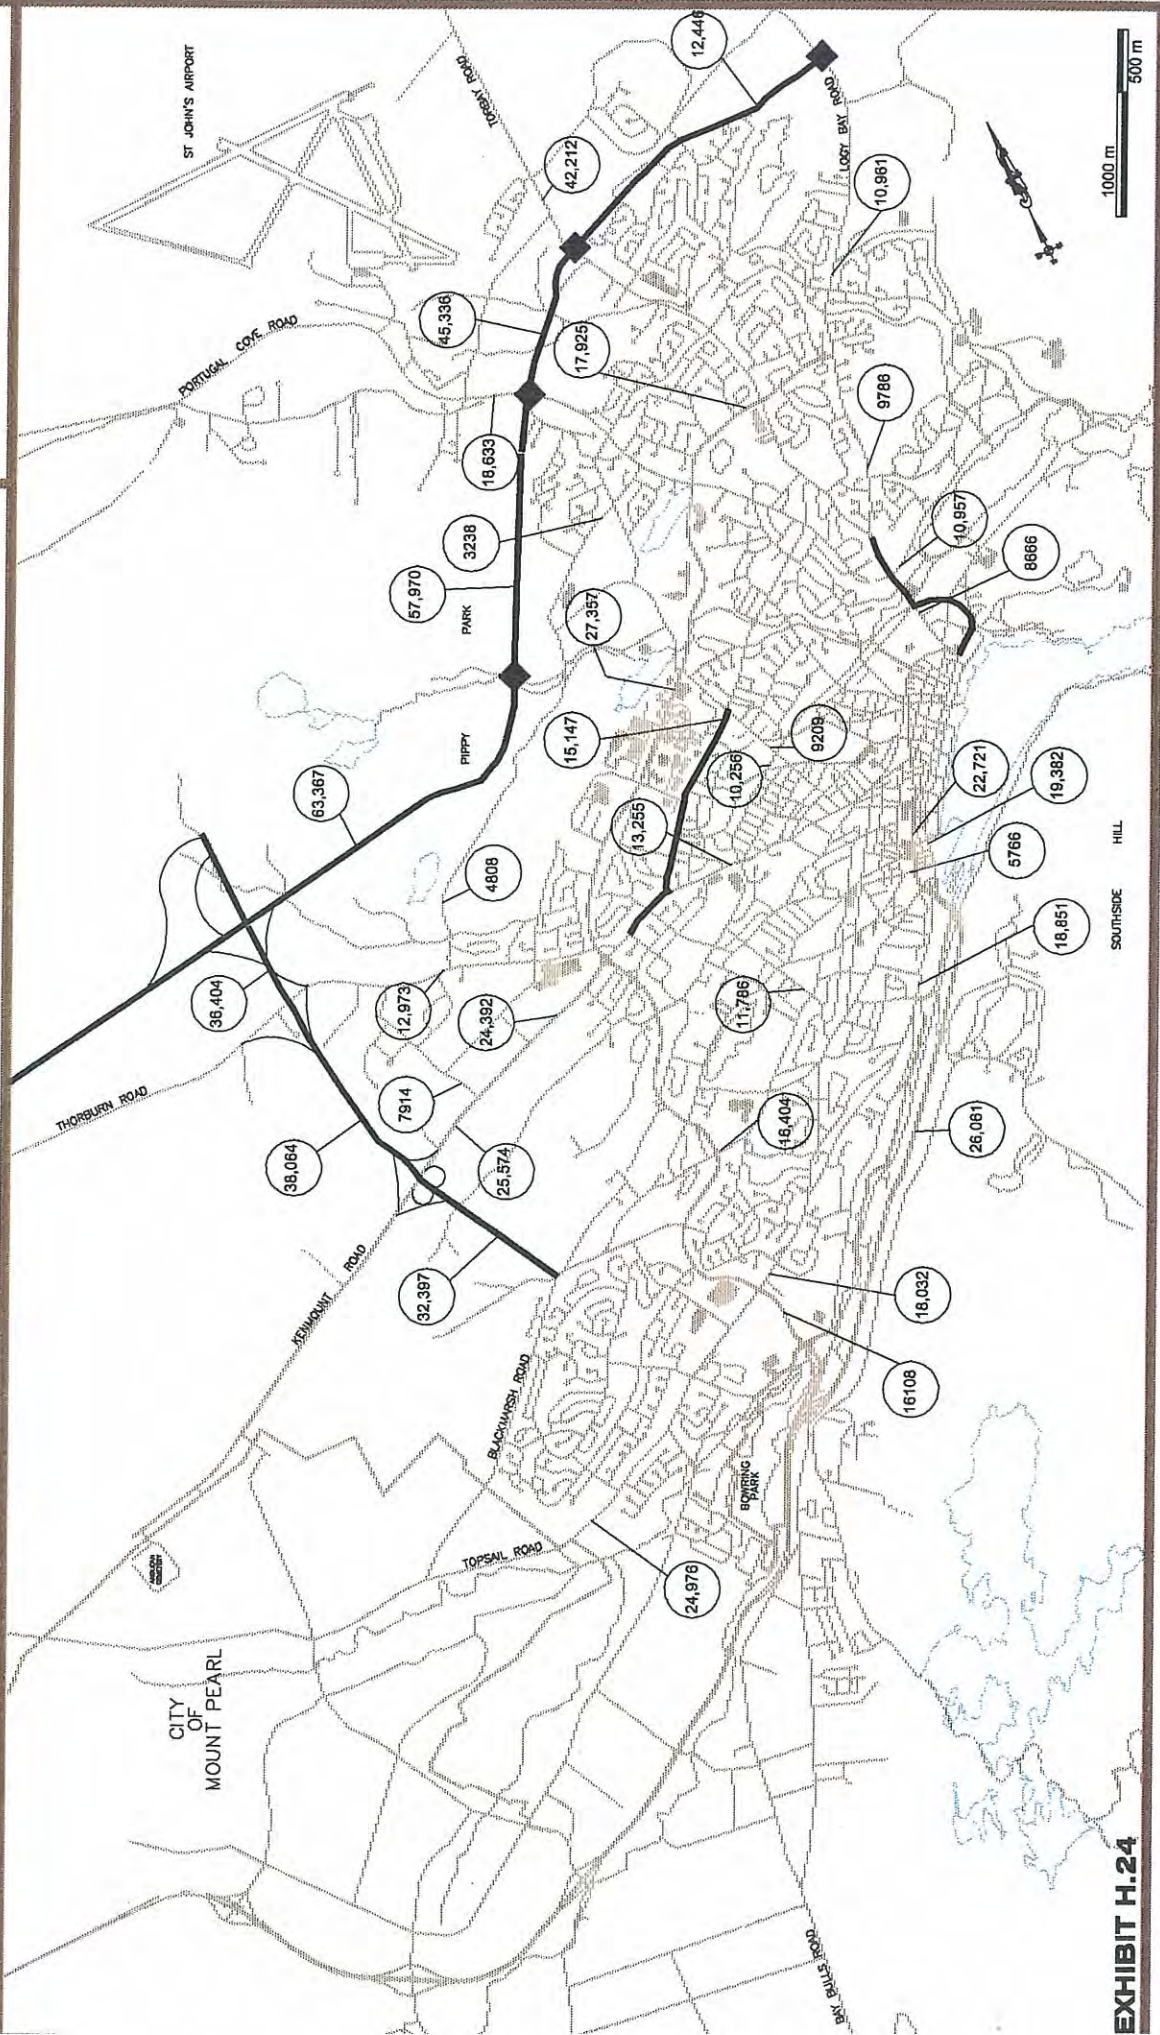 CITY
OF
MOUNT PEARL
THORBURN ROAD
PORTUGAL COVE ROAD
ST JOHN'S AIRPORT
36,404
63,367
38,064
KENMOUNT ROAD
32,397
12,973
7914
24,392
25,574
4808
PIPPY PARK
57,970
3238
18,633
45,336
TORBAY ROAD
42,212
12,446
TOPSAIL ROAD
BLACKMARSH ROAD
15,147
27,357
17,925
13,255
24,976
BOWRING
PARK
16,404
11,786
10,256
9209
LOGY BAY ROAD
10,961
9786
BAY BULLS ROAD
16108
18,032
26,061
18,851
5766
19,382
22,721
8666
10,957
SOUTHSIDE HILL
1000 m
500 m
EXHIBIT H.24